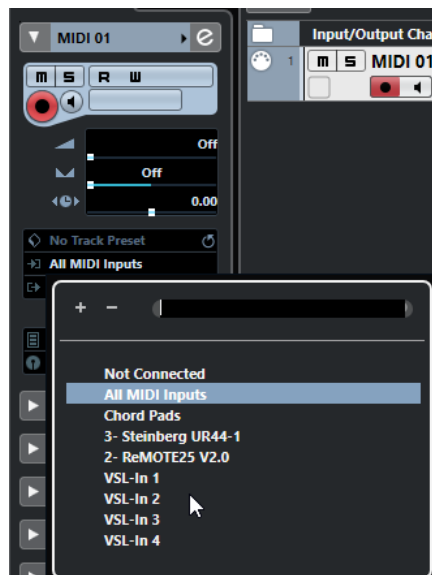 MIDI 01
e
m S R W
Off
Off
0.00
No Track Preset
All MIDI Inputs
Input/Output Cha
1
m S MIDI 01
+ -
Not Connected
All MIDI Inputs
Chord Pads
3- Steinberg UR44-1
2- ReMOTE25 V2.0
VSL-In 1
VSL-In 2
VSL-In 3
VSL-In 4